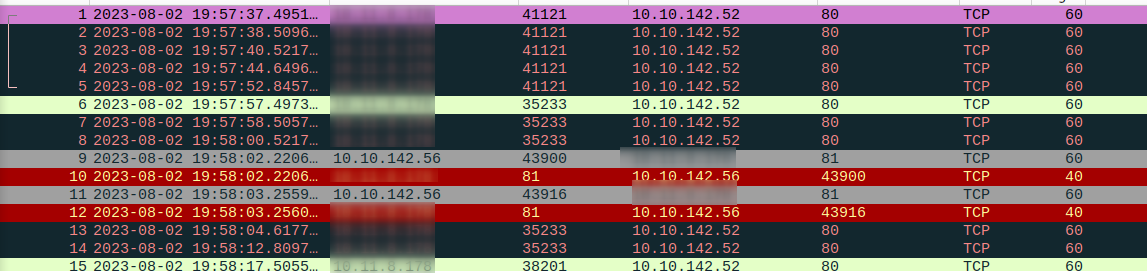 1 2023-08-02 19:57:37.4951… 41121 10.10.142.52 80 TCP 60
2 2023-08-02 19:57:38.5096… 41121 10.10.142.52 80 TCP 60
3 2023-08-02 19:57:40.5217… 41121 10.10.142.52 80 TCP 60
4 2023-08-02 19:57:44.6496… 41121 10.10.142.52 80 TCP 60
5 2023-08-02 19:57:52.8457… 41121 10.10.142.52 80 TCP 60
6 2023-08-02 19:57:57.4973… 35233 10.10.142.52 80 TCP 60
7 2023-08-02 19:57:58.5057… 35233 10.10.142.52 80 TCP 60
8 2023-08-02 19:58:00.5217… 35233 10.10.142.52 80 TCP 60
9 2023-08-02 19:58:02.2206… 10.10.142.56 43900 81 TCP 60
10 2023-08-02 19:58:02.2206… 81 10.10.142.56 43900 TCP 40
11 2023-08-02 19:58:03.2559… 10.10.142.56 43916 81 TCP 60
12 2023-08-02 19:58:03.2560… 81 10.10.142.56 43916 TCP 40
13 2023-08-02 19:58:04.6177… 35233 10.10.142.52 80 TCP 60
14 2023-08-02 19:58:12.8097… 35233 10.10.142.52 80 TCP 60
15 2023-08-02 19:58:17.5055… 38201 10.10.142.52 80 TCP 60